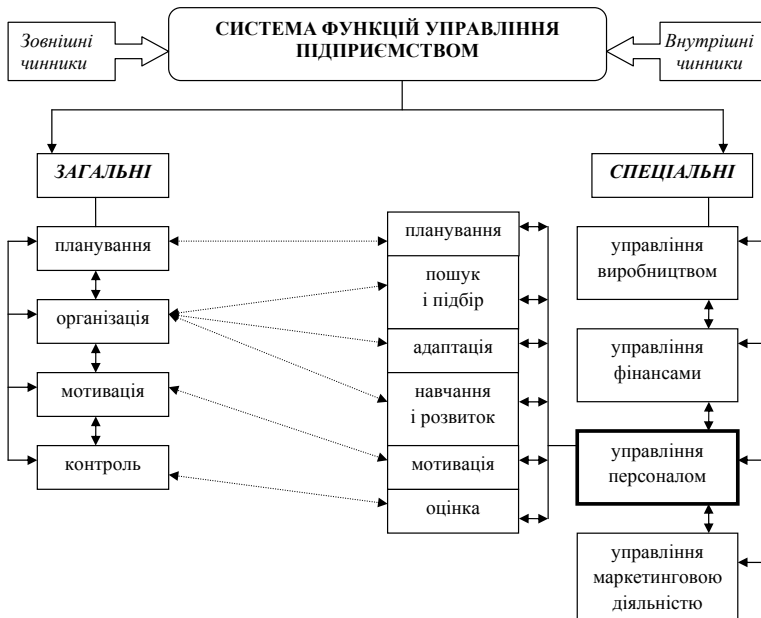 СИСТЕМА ФУНКЦІЙ УПРАВЛІННЯ
ПІДПРИЄМСТВОМ
Зовнішні
чинники
Внутрішні
чинники
ЗАГАЛЬНІ
СПЕЦІАЛЬНІ
планування
організація
мотивація
контроль
планування
пошук
і підбір
адаптація
навчання
і розвиток
мотивація
оцінка
управління
виробництвом
управління
фінансами
управління
персоналом
управління
маркетинговою
діяльністю